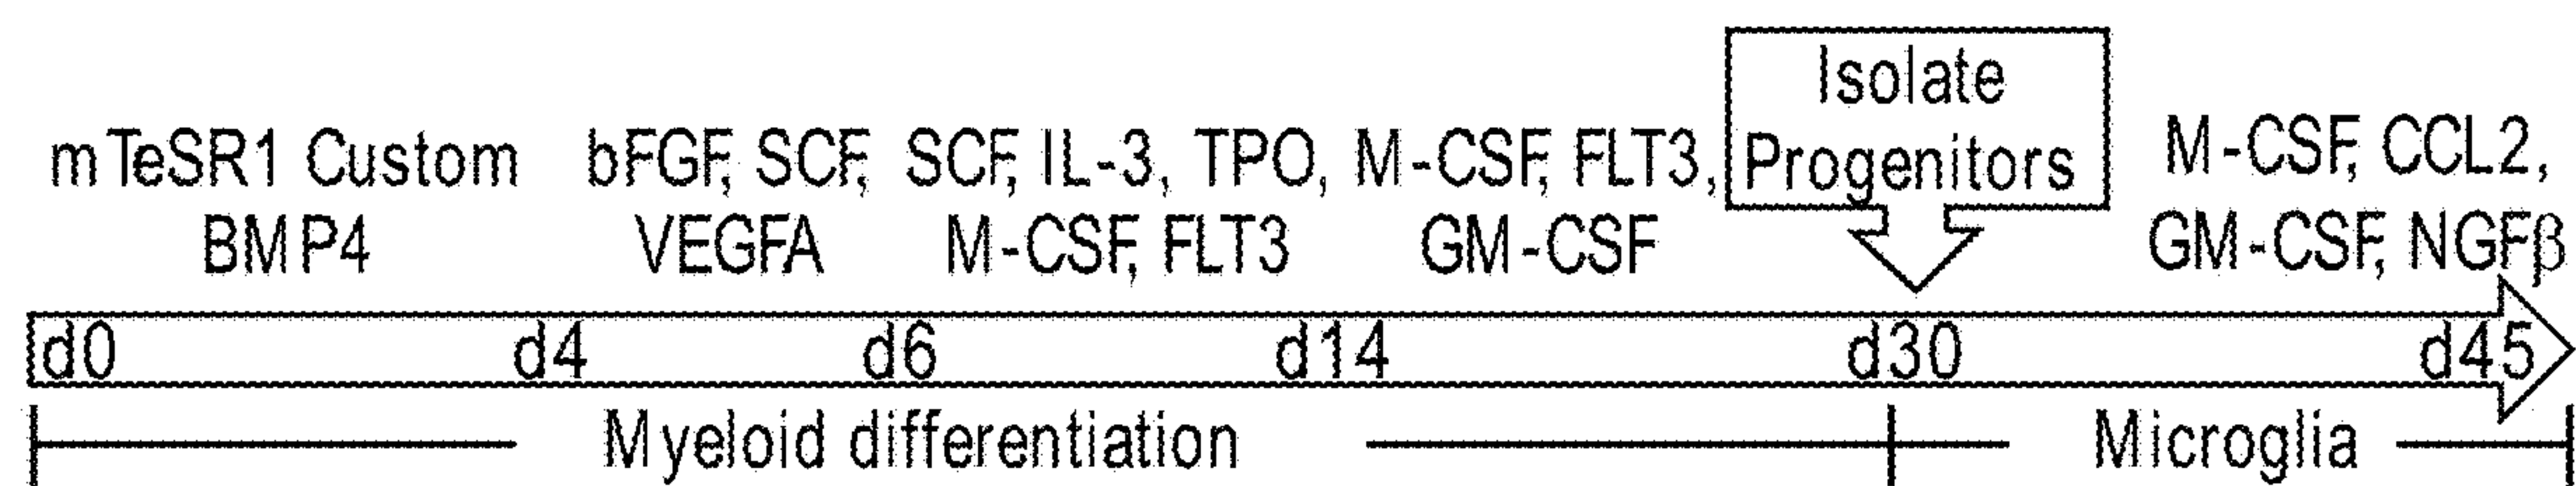 Isolate
Progenitors
mTeSR1 Custom
BMP4
bFGF, SCF,
VEGFA
SCF, IL-3, TPO,
M-CSF, FLT3
M-CSF, FLT3,
GM-CSF
M-CSF, CCL2,
GM-CSF, NGFβ
d0 d4 d6 d14 d30 d45
Myeloid differentiation Microglia